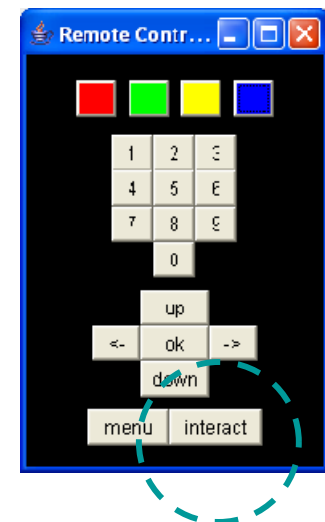 Remote Contr...
1 2 3
4 5 6
7 8 9
0
up
<- ok ->
down
menu interact